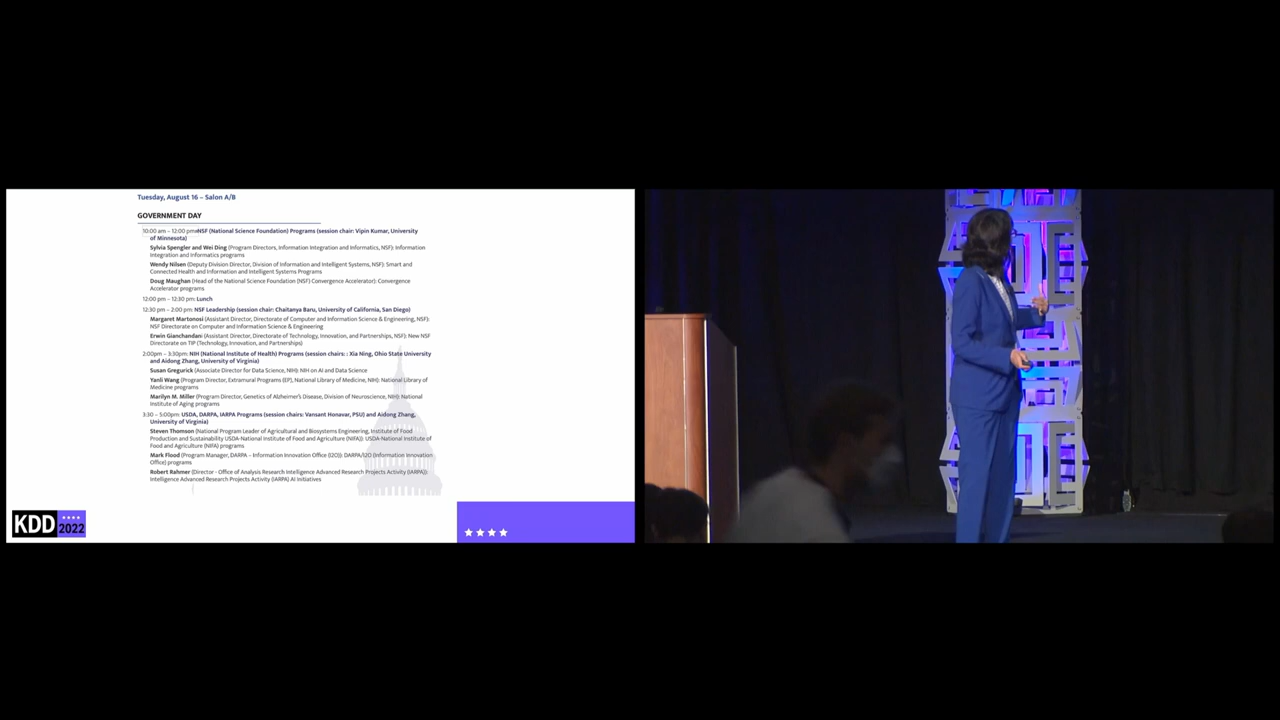 Tuesday, August 16 – Salon A/B
GOVERNMENT DAY
10:00 am – 12:00 pm: NSF (National Science Foundation) Programs (session chair: Vipin Kumar, University
of Minnesota)
Sylvia Spengler and Wei Ding (Program Directors, Information Integration and Informatics, NSF): Information
Integration and Informatics programs
Wendy Nilsen (Deputy Division Director, Division of Information and Intelligent Systems, NSF): Smart and
Connected Health and Information and Intelligent Systems Programs
Doug Maughan (Head of the National Science Foundation (NSF) Convergence Accelerator): Convergence
Accelerator programs
12:00 pm – 12:30 pm: Lunch
12:30 pm – 2:00 pm: NSF Leadership (session chair: Chaitanya Baru, University of California, San Diego)
Margaret Martonosi (Assistant Director, Directorate of Computer and Information Science & Engineering, NSF):
NSF Directorate on Computer and Information Science & Engineering
Erwin Gianchandani (Assistant Director, Directorate of Technology, Innovation, and Partnerships, NSF): New NSF
Directorate on TIP (Technology, Innovation, and Partnerships)
2:00pm – 3:30pm: NIH (National Institute of Health) Programs (session chairs: : Xia Ning, Ohio State University
and Aidong Zhang, University of Virginia)
Susan Gregurick (Associate Director for Data Science, NIH): NIH on AI and Data Science
Yanli Wang (Program Director, Extramural Programs (EP), National Library of Medicine, NIH): National Library of
Medicine programs
Marilyn M. Miller (Program Director, Genetics of Alzheimer's Disease, Division of Neuroscience, NIH): National
Institute of Aging programs
3:30 – 5:00pm: USDA, DARPA, IARPA Programs (session chairs: Vansant Honavar, PSU) and Aidong Zhang,
University of Virginia)
Steven Thomson (National Program Leader of Agricultural and Biosystems Engineering, Institute of Food
Production and Sustainability USDA-National Institute of Food and Agriculture (NIFA)): USDA-National Institute of
Food and Agriculture (NIFA) programs
Mark Flood (Program Manager, DARPA – Information Innovation Office (I2O)): DARPA/I2O (Information Innovation
Office) programs
Robert Rahmer (Director - Office of Analysis Research Intelligence Advanced Research Projects Activity (IARPA)):
Intelligence Advanced Research Projects Activity (IARPA) AI Initiatives
KDD 2022